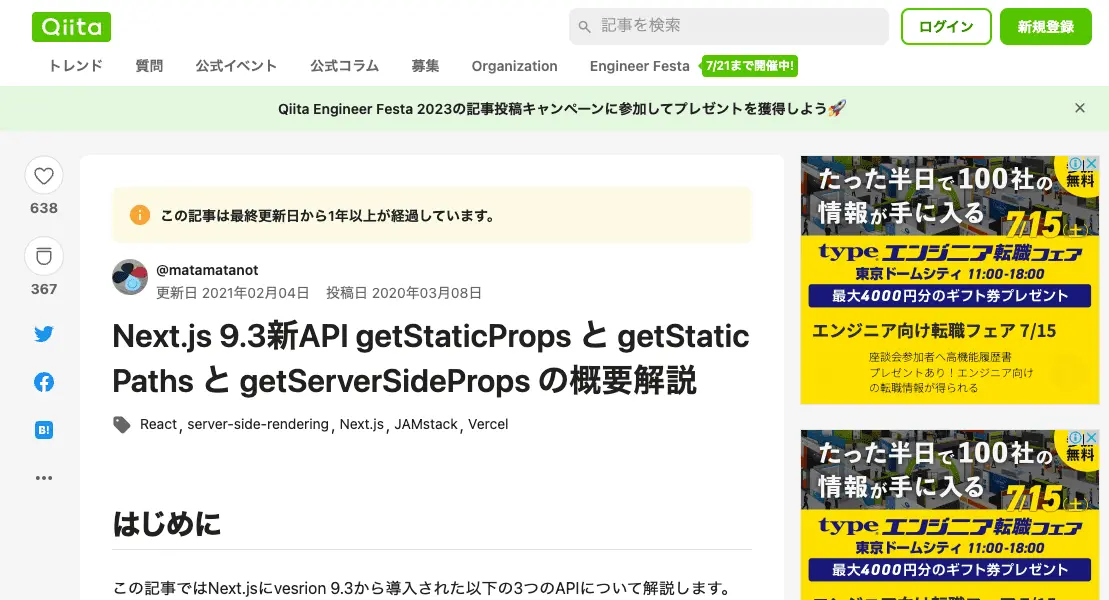 Qiita
記事を検索
ログイン
新規登録
トレンド 質問 公式イベント 公式コラム 募集 Organization Engineer Festa 7/21まで開催中!
Qiita Engineer Festa 2023の記事投稿キャンペーンに参加してプレゼントを獲得しよう🚀
638
367
B!
この記事は最終更新日から1年以上が経過しています。
@matamatanot
更新日 2021年02月04日 投稿日 2020年03月08日
Next.js 9.3新API getStaticProps と getStatic
Paths と getServerSideProps の概要解説
React, server-side-rendering, Next.js, JAMstack, Vercel
はじめに
この記事ではNext.jsにvesrion 9.3から導入された以下の3つのAPIについて解説します。
たった半日で100社の
情報が手に入る
無料
7/15(土)
type エンジニア転職フェア
東京ドームシティ 11:00-18:00
最大4000円分のギフト券プレゼント
エンジニア向け転職フェア 7/15
座談会参加者へ高機能履歴書
プレゼントあり！エンジニア向け
の転職情報が得られる
たった半日で100社の
情報が手に入る
無料
7/15(土)
type エンジニア転職フェア
東京ドームシティ 11:00-18:00
最大4000円分のギフト券プレゼント